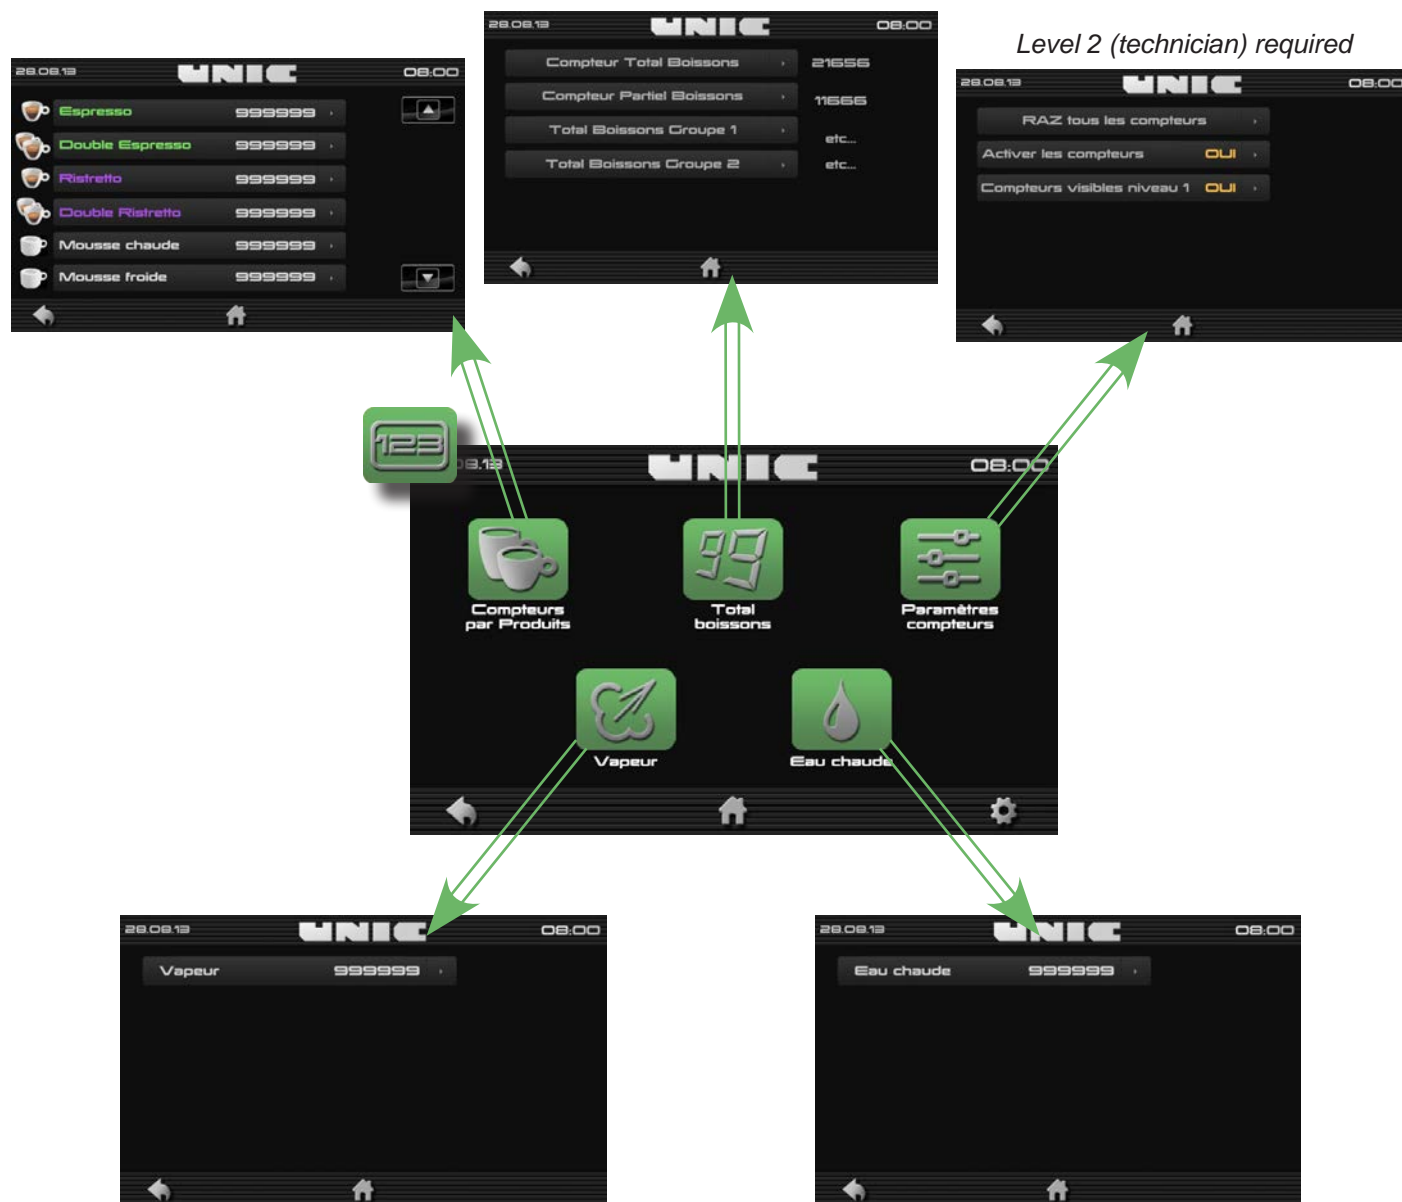 Level 2 (technician) required
28.08.13 UNIC 08:00
Espresso 999999
Double Espresso 999999
Ristretto 999999
Double Ristretto 999999
Mousse chaude 999999
Mousse froide 999999
28.08.13 UNIC 08:00
Compteur Total Boissons 21656
Compteur Partiel Boissons 11666
Total Boissons Groupe 1 etc...
Total Boissons Groupe 2 etc...
28.08.13 UNIC 08:00
RAZ tous les compteurs
Activer les compteurs OUI
Compteurs visibles niveau 1 OUI
123
8.13 UNIC 08:00
99
Compteurs
par Produits
Total
boissons
Paramètres
compteurs
Vapeur
Eau chaude
28.08.13 UNIC 08:00
Vapeur 999999
28.08.13 UNIC 08:00
Eau chaude 999999